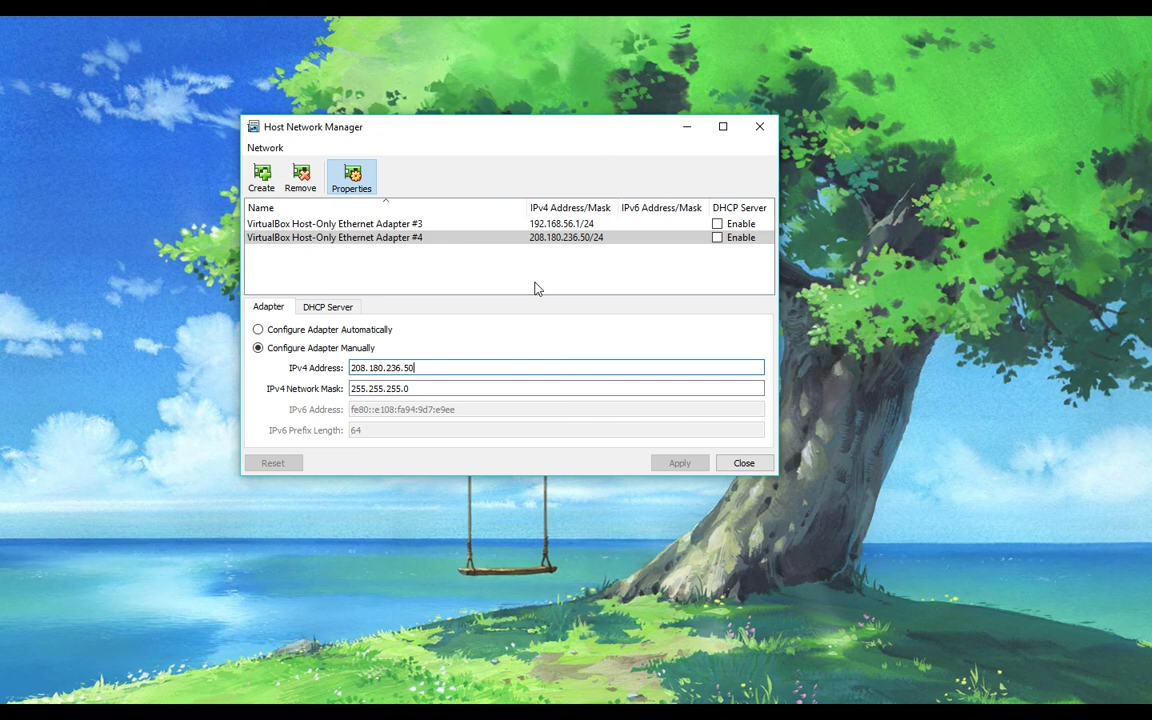 Host Network Manager
Network
Create Remove Properties
Name IPv4 Address/Mask IPv6 Address/Mask DHCP Server
VirtualBox Host-Only Ethernet Adapter #3 192.168.56.1/24 Enable
VirtualBox Host-Only Ethernet Adapter #4 208.180.236.50/24 Enable
Adapter DHCP Server
Configure Adapter Automatically
Configure Adapter Manually
IPv4 Address: 208.180.236.50
IPv4 Network Mask: 255.255.255.0
IPv6 Address: fe80::e108:fa94:9d7:e9ee
IPv6 Prefix Length: 64
Reset Apply Close